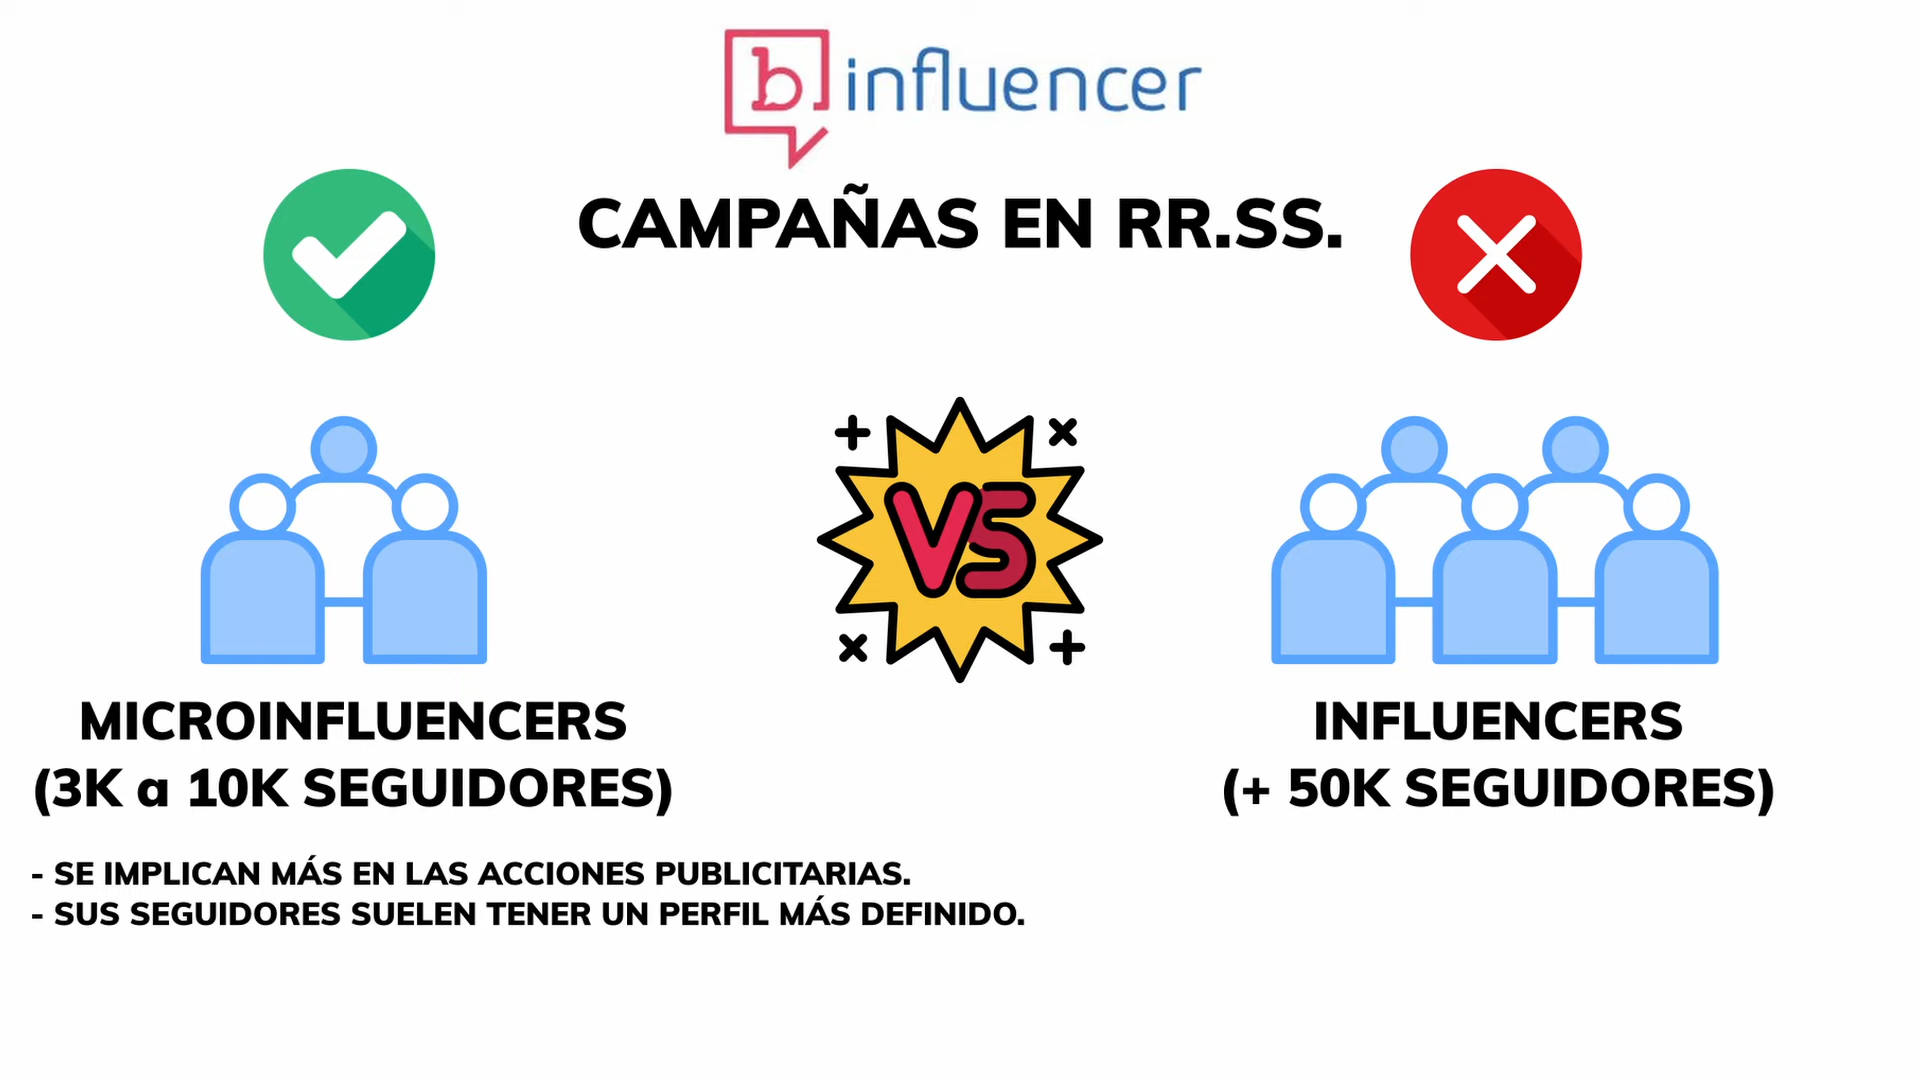 b influencer
CAMPAÑAS EN RR.SS.
VS
MICROINFLUENCERS
(3K a 10K SEGUIDORES)
INFLUENCERS
(+ 50K SEGUIDORES)
- SE IMPLICAN MÁS EN LAS ACCIONES PUBLICITARIAS.
- SUS SEGUIDORES SUELEN TENER UN PERFIL MÁS DEFINIDO.